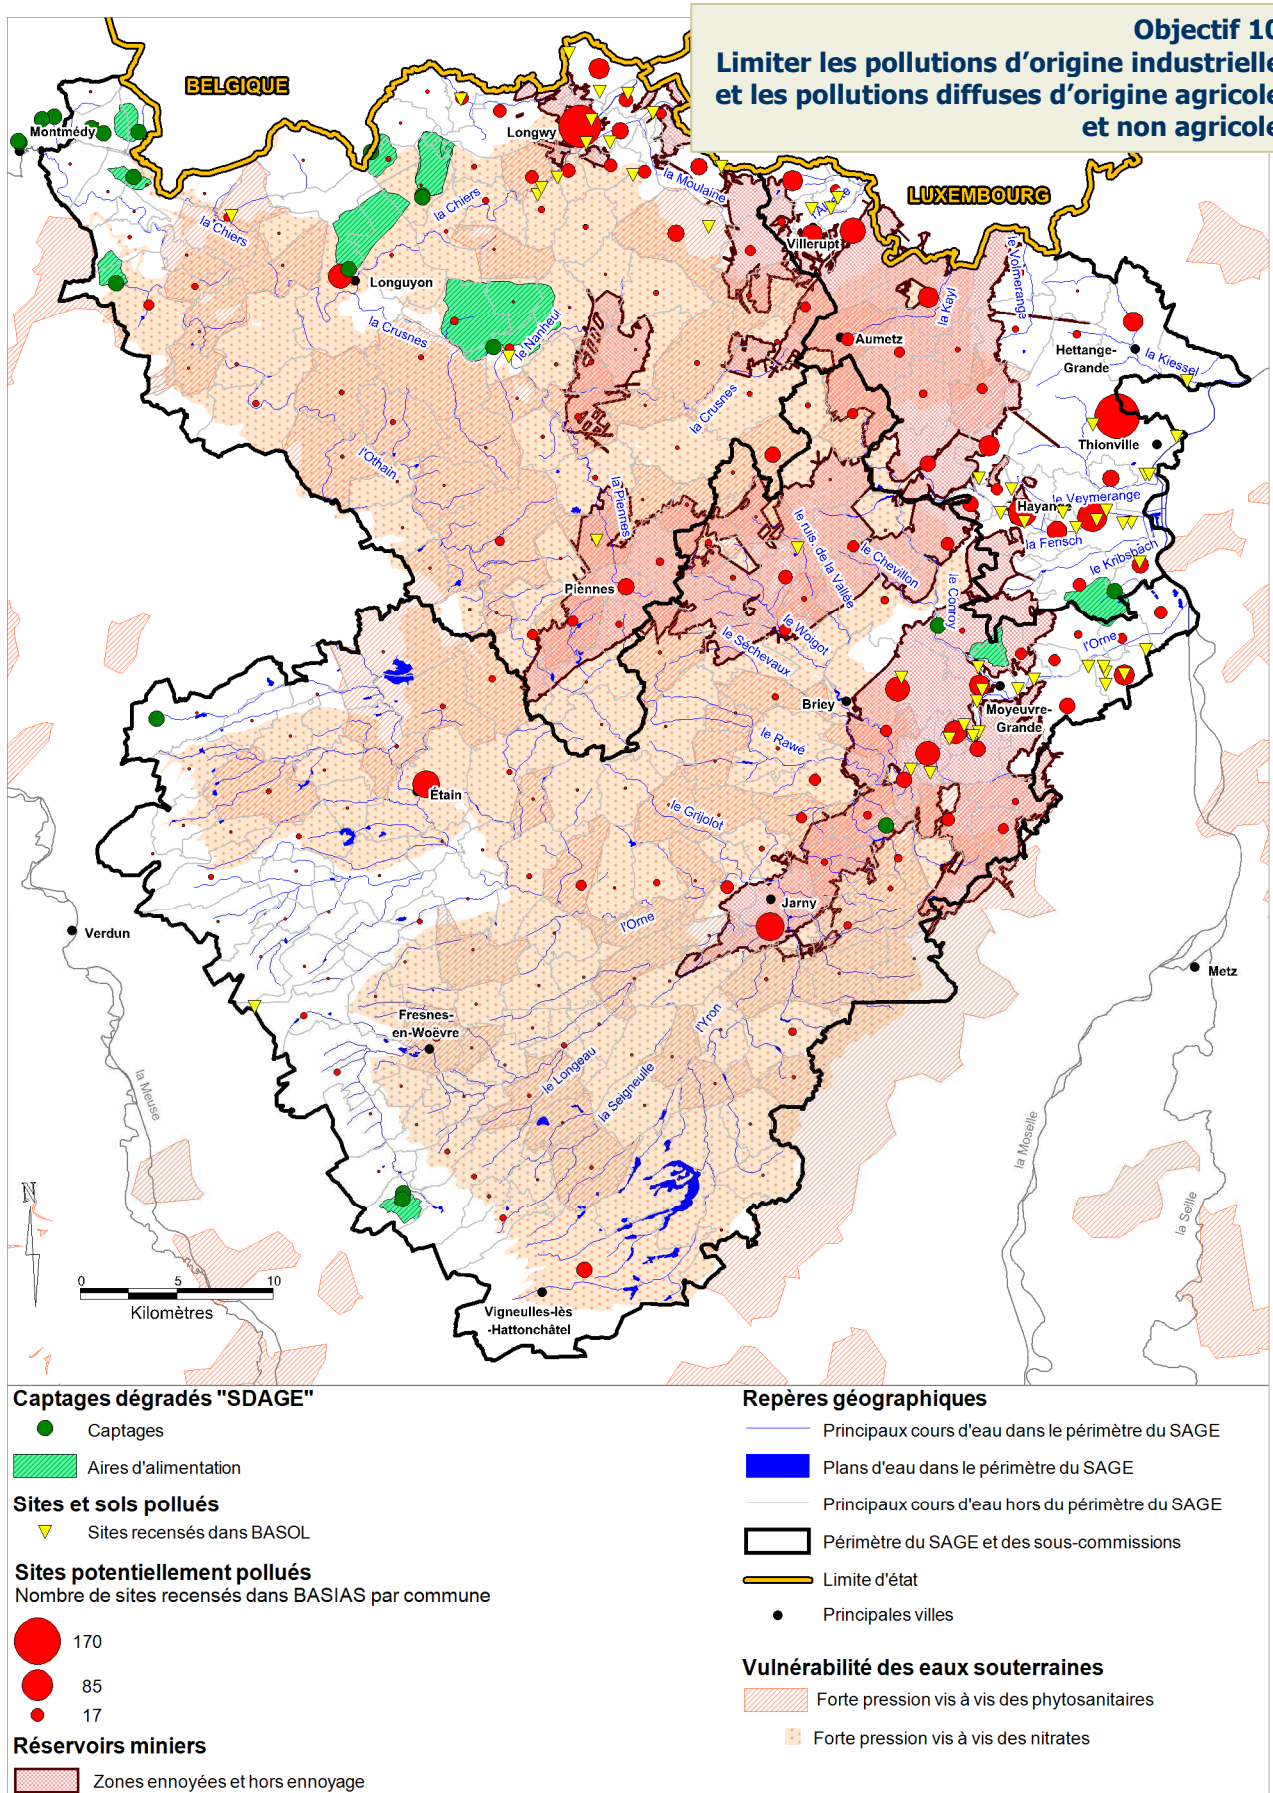 Objectif 10
Limiter les pollutions d'origine industrielle
et les pollutions diffuses d'origine agricole
et non agricole
BELGIQUE
LUXEMBOURG
Montmédy
Longwy
la Moulaine
la Chiers
la Chiers
l'Alzette
Villerupt
le Volmerange
Longuyon
la Crusnes
le Nanheul
la Kayl
Aumetz
Hettange-
Grande
la Kiessel
la Crusnes
Thionville
l'Othain
la Piennes
le Veymerange
Hayange
la Fensch
le ruis. de la Vallée
le Chevillon
le Kribsbach
Piennes
le Conroy
le Woigot
le Séchevaux
l'Orne
Briey
Moyeuvre-
Grande
le Rawé
Étain
le Grijolot
Jarny
l'Orne
Verdun
Metz
Fresnes-
en-Woëvre
l'Yron
le Longeau
la Seigneulle
la Meuse
la Moselle
la Seille
N
0 5 10
Kilomètres
Vigneulles-lès
-Hattonchâtel
Captages dégradés "SDAGE"
Captages
Aires d'alimentation
Sites et sols pollués
Sites recensés dans BASOL
Sites potentiellement pollués
Nombre de sites recensés dans BASIAS par commune
170
85
17
Réservoirs miniers
Zones ennoyées et hors ennoyage
Repères géographiques
Principaux cours d'eau dans le périmètre du SAGE
Plans d'eau dans le périmètre du SAGE
Principaux cours d'eau hors du périmètre du SAGE
Périmètre du SAGE et des sous-commissions
Limite d'état
Principales villes
Vulnérabilité des eaux souterraines
Forte pression vis à vis des phytosanitaires
Forte pression vis à vis des nitrates